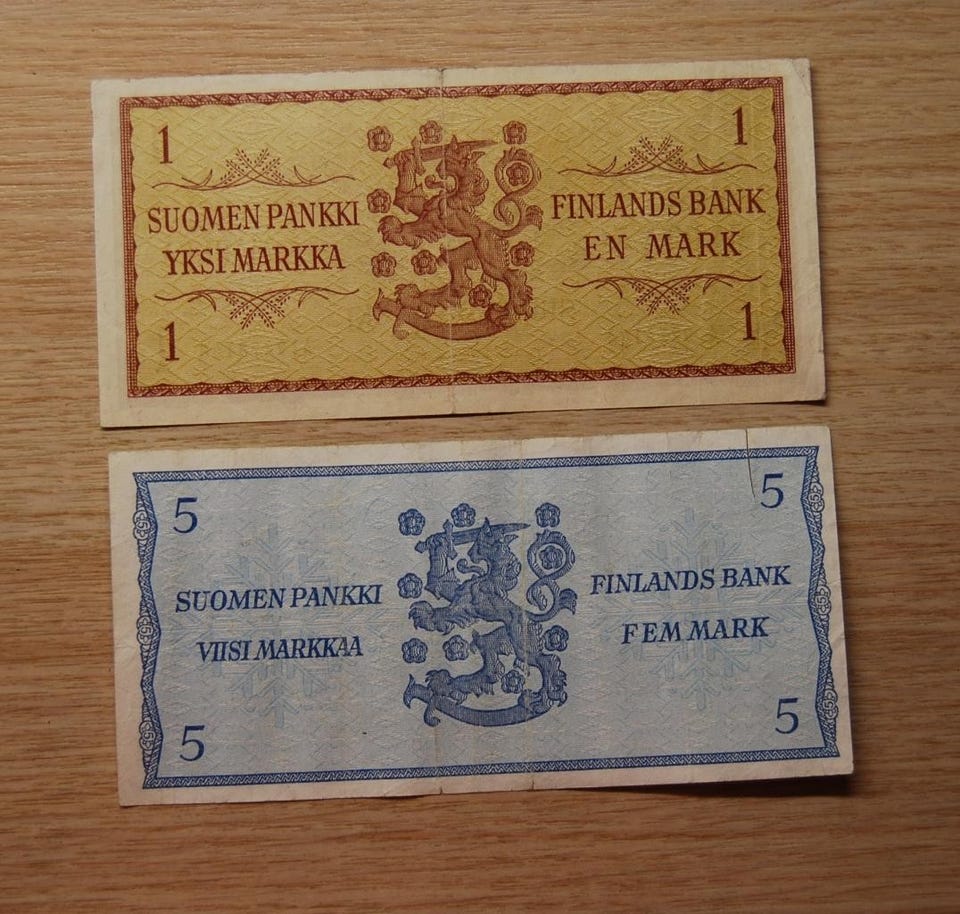 1 1
SUOMEN PANKKI FINLANDS BANK
YKSI MARKKA EN MARK
1 1
5 5
SUOMEN PANKKI FINLANDS BANK
VIISI MARKKAA FEM MARK
5 5